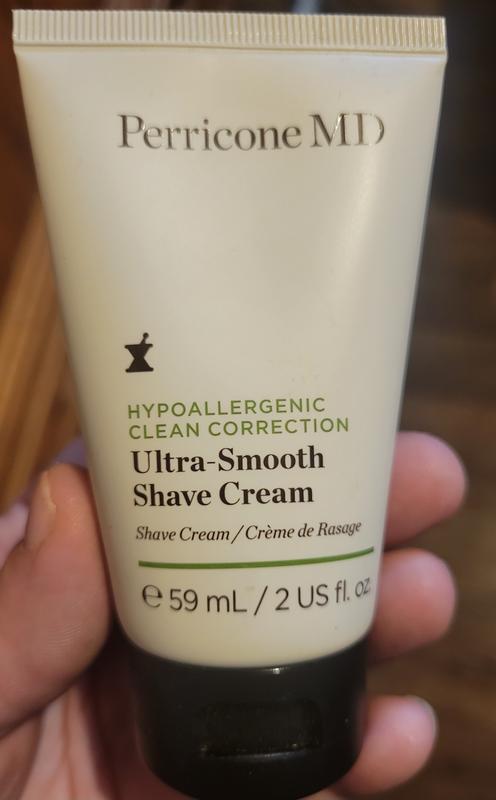 Perricone MD
HYPOALLERGENIC
CLEAN CORRECTION
Ultra-Smooth
Shave Cream
Shave Cream / Crème de Rasage
℮ 59 mL / 2 US fl. oz